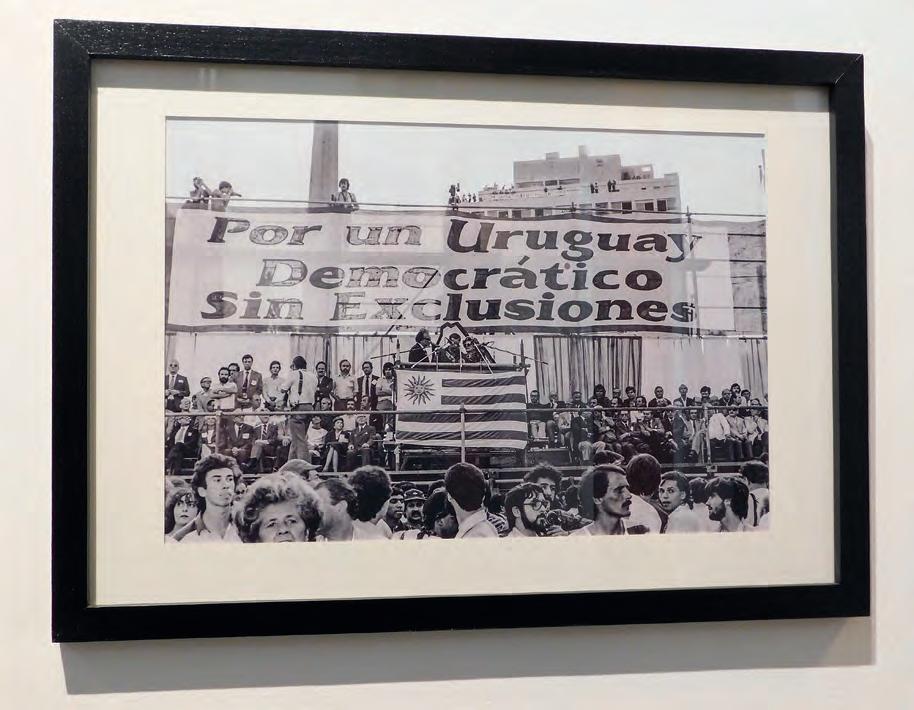 Por un Uruguay
Democrático
Sin Exclusiones